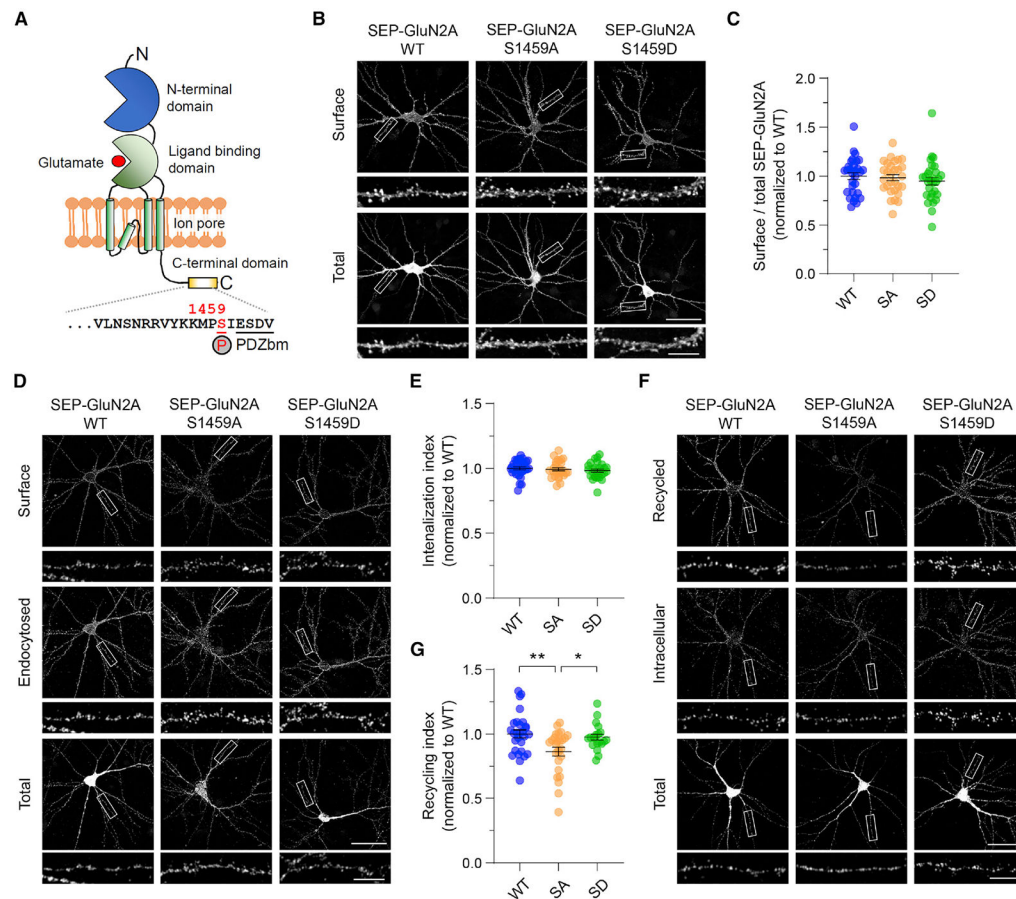 A
N
N-terminal
domain
Glutamate
Ligand binding
domain
Ion pore
C-terminal domain
C
1459
...VLNSNRRVYKKMPSIESDV
P
PDZbm
B
SEP-GluN2A
WT
SEP-GluN2A
S1459A
SEP-GluN2A
S1459D
Surface
Total
C
Surface / total SEP-GluN2A
(normalized to WT)
2.0
1.5
1.0
0.5
0.0
WT
SA
SD
D
SEP-GluN2A
WT
SEP-GluN2A
S1459A
SEP-GluN2A
S1459D
Surface
Endocytosed
Total
E
Intenalization index
(normalized to WT)
1.5
1.0
0.5
0.0
WT
SA
SD
G
Recycling index
(normalized to WT)
1.5
1.0
0.5
0.0
**
*
WT
SA
SD
F
SEP-GluN2A
WT
SEP-GluN2A
S1459A
SEP-GluN2A
S1459D
Recycled
Intracellular
Total